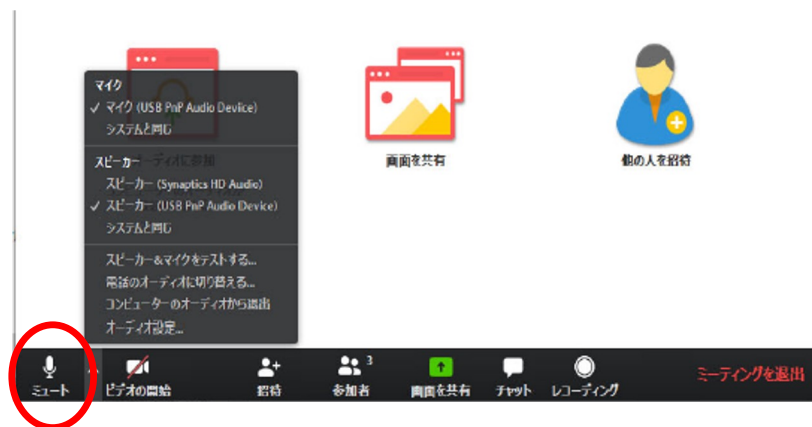 マイク
✓ マイク (USB PnP Audio Device)
システムと同じ
スピーカー
スピーカー (Synaptics HD Audio)
✓ スピーカー (USB PnP Audio Device)
システムと同じ
スピーカー&マイクをテストする...
電話のオーディオに切り替える...
コンピューターのオーディオから退出
オーディオ設定...
画面を共有
他の人を招待
ミュート
ビデオの開始
招待
参加者 3
画面を共有
チャット
レコーディング
ミーティングを退出